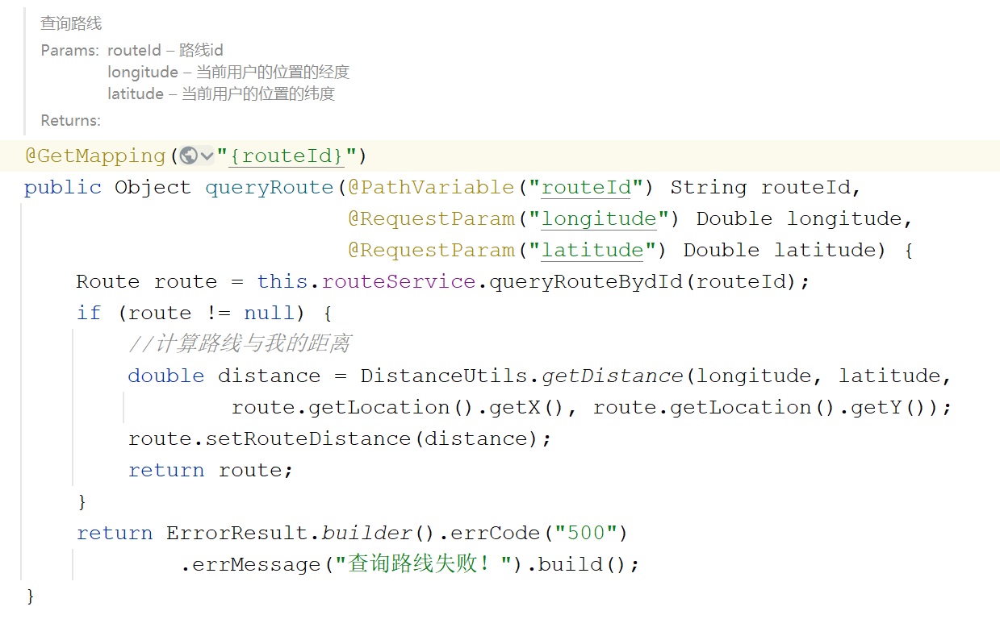 查询路线
Params: routeId – 路线id
longitude – 当前用户的位置的经度
latitude – 当前用户的位置的纬度
Returns:
@GetMapping("{routeId}")
public Object queryRoute(@PathVariable("routeId") String routeId,
@RequestParam("longitude") Double longitude,
@RequestParam("latitude") Double latitude) {
Route route = this.routeService.queryRouteBydId(routeId);
if (route != null) {
//计算路线与我的距离
double distance = DistanceUtils.getDistance(longitude, latitude,
route.getLocation().getX(), route.getLocation().getY());
route.setRouteDistance(distance);
return route;
}
return ErrorResult.builder().errCode("500")
.errMessage("查询路线失败！").build();
}